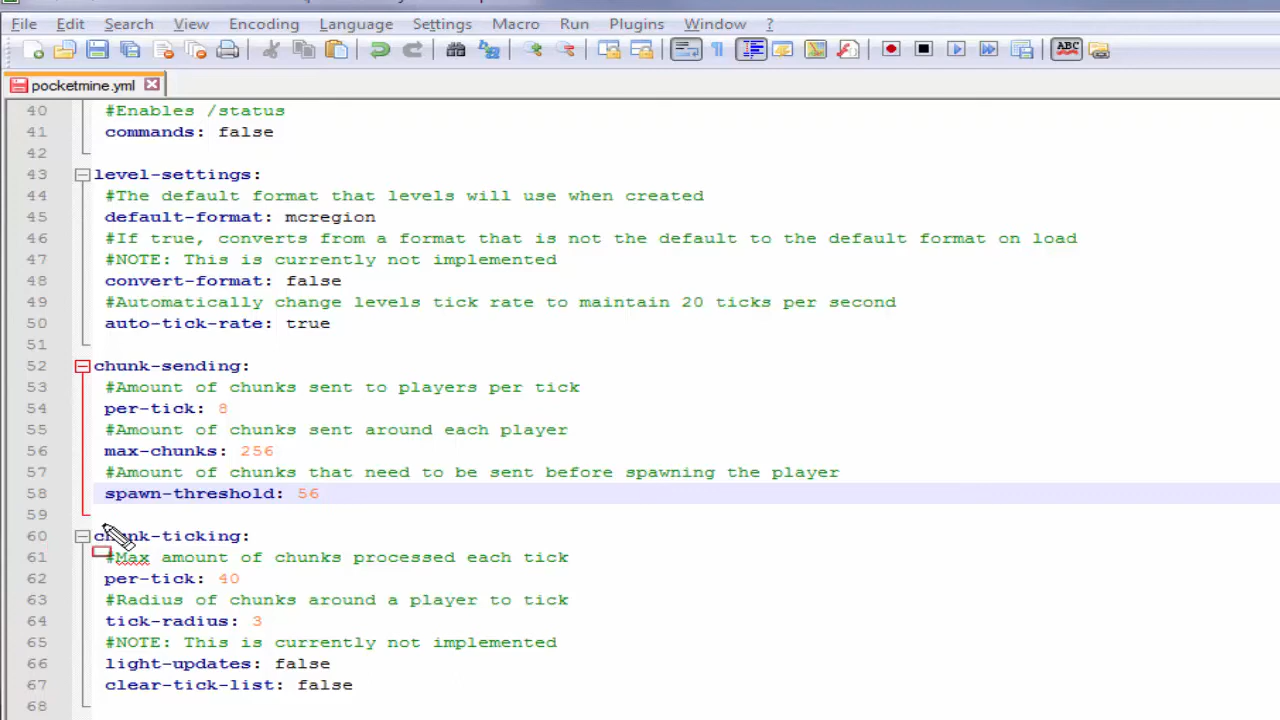 File Edit Search View Encoding Language Settings Macro Run Plugins Window ?
ABC
pocketmine.yml
40 #Enables /status
41 commands: false
42
43 level-settings:
44 #The default format that levels will use when created
45 default-format: mcregion
46 #If true, converts from a format that is not the default to the default format on load
47 #NOTE: This is currently not implemented
48 convert-format: false
49 #Automatically change levels tick rate to maintain 20 ticks per second
50 auto-tick-rate: true
51
52 chunk-sending:
53 #Amount of chunks sent to players per tick
54 per-tick: 8
55 #Amount of chunks sent around each player
56 max-chunks: 256
57 #Amount of chunks that need to be sent before spawning the player
58 spawn-threshold: 56
59
60 chunk-ticking:
61 #Max amount of chunks processed each tick
62 per-tick: 40
63 #Radius of chunks around a player to tick
64 tick-radius: 3
65 #NOTE: This is currently not implemented
66 light-updates: false
67 clear-tick-list: false
68